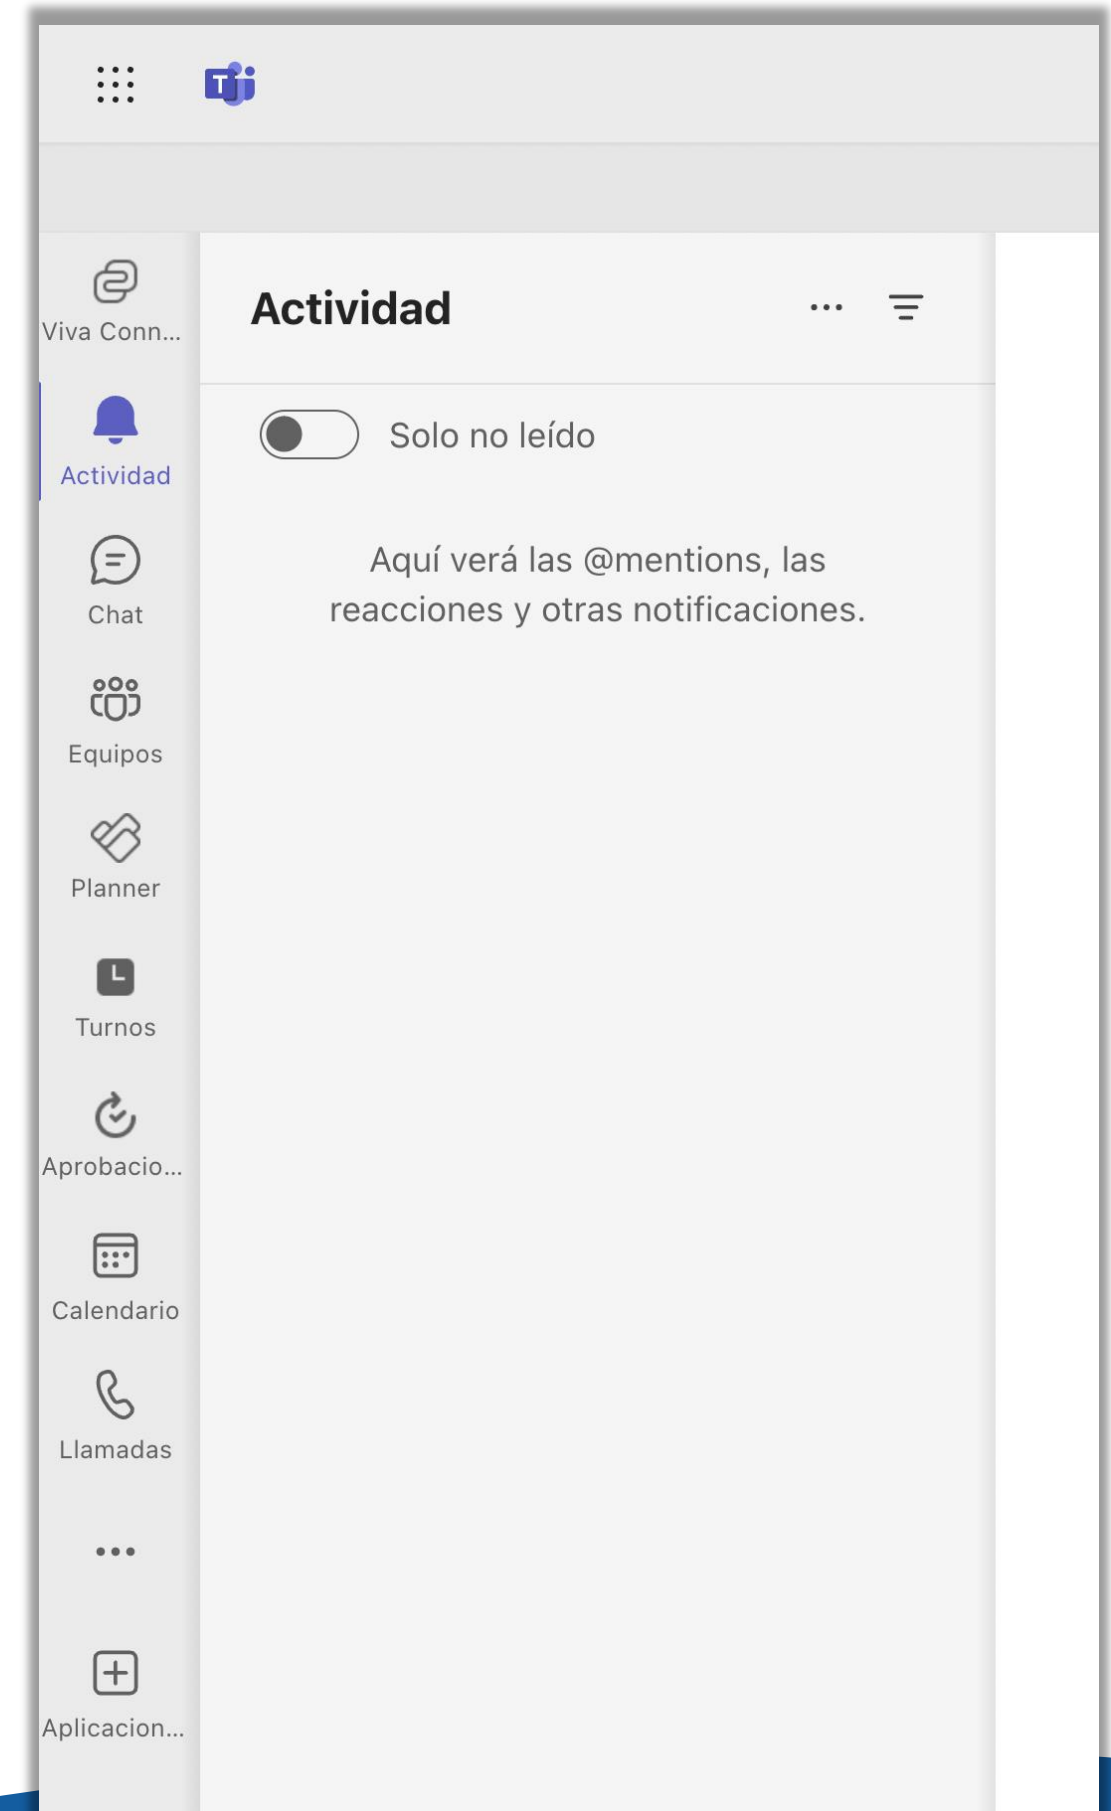 T
Viva Conn...
Actividad
Chat
Equipos
Planner
Turnos
Aprobacio...
Calendario
Llamadas
Aplicacion...
Actividad
Solo no leído
Aquí verá las @mentions, las
reacciones y otras notificaciones.